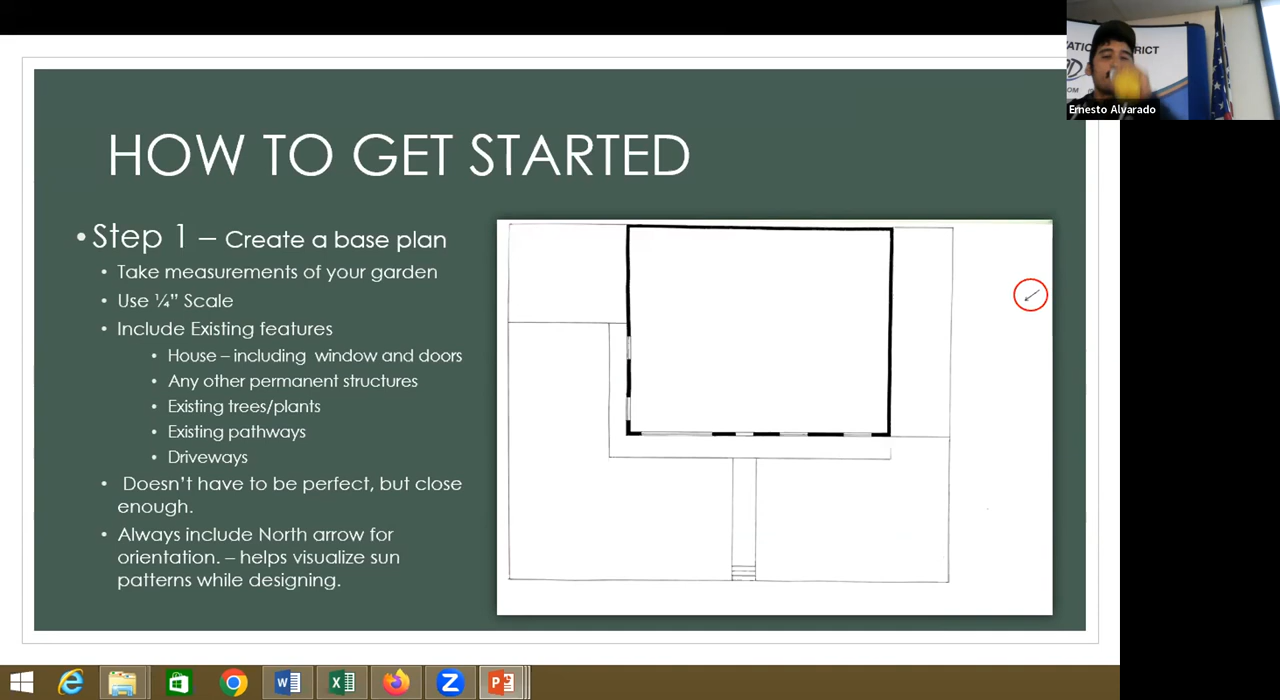 HOW TO GET STARTED
• Step 1 – Create a base plan
• Take measurements of your garden
• Use ¼” Scale
• Include Existing features
• House – including window and doors
• Any other permanent structures
• Existing trees/plants
• Existing pathways
• Driveways
• Doesn’t have to be perfect, but close
enough.
• Always include North arrow for
orientation. – helps visualize sun
patterns while designing.
RICT
Ernesto Alvarado